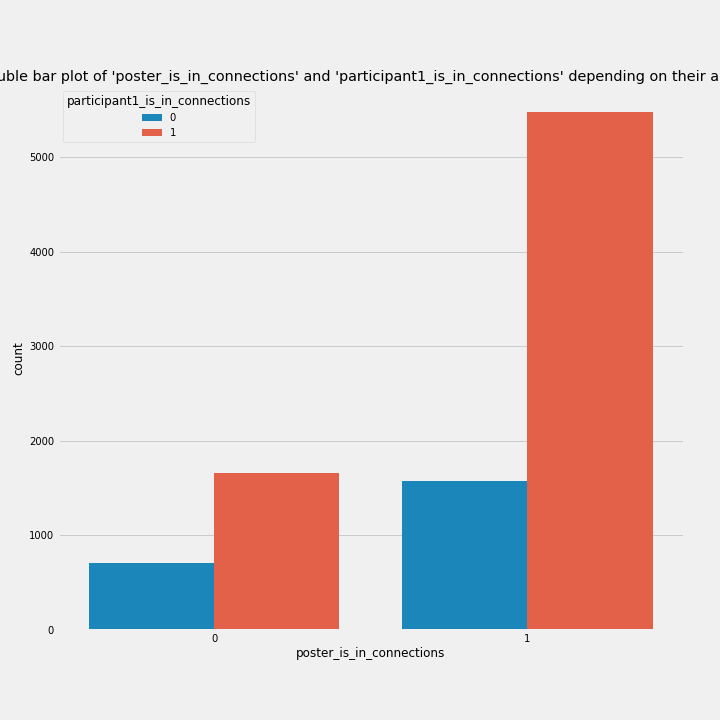 uble bar plot of 'poster_is_in_connections' and 'participant1_is_in_connections' depending on their a
participant1_is_in_connections
0
1
5000
4000
3000
2000
1000
0
count
0
1
poster_is_in_connections